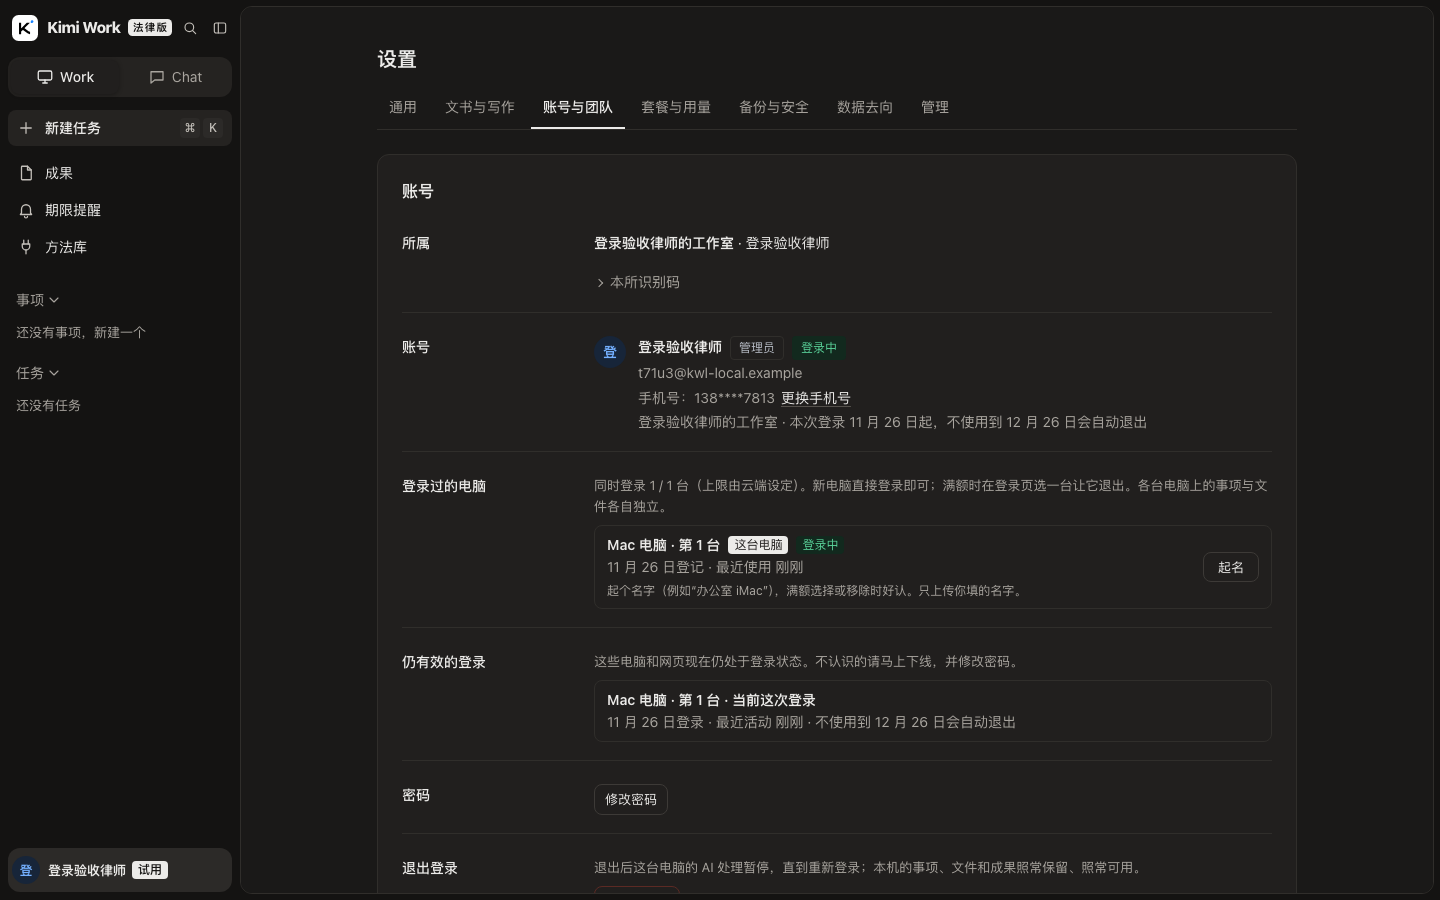 Kimi Work 法律版
Work
Chat
新建任务 ⌘ K
成果
期限提醒
方法库
事项
还没有事项，新建一个
任务
还没有任务
登 登录验收律师 试用
设置
通用 文书与写作 账号与团队 套餐与用量 备份与安全 数据去向 管理
账号
所属
登录验收律师的工作室 · 登录验收律师
本所识别码
账号
登 登录验收律师 管理员 登录中
t71u3@kwl-local.example
手机号：138****7813 更换手机号
登录验收律师的工作室 · 本次登录 11 月 26 日起，不使用到 12 月 26 日会自动退出
登录过的电脑
同时登录 1 / 1 台（上限由云端设定）。新电脑直接登录即可；满额时在登录页选一台让它退出。各台电脑上的事项与文
件各自独立。
Mac 电脑 · 第 1 台 这台电脑 登录中
11 月 26 日登记 · 最近使用 刚刚
起个名字（例如“办公室 iMac”），满额选择或移除时好认。只上传你填的名字。
起名
仍有效的登录
这些电脑和网页现在仍处于登录状态。不认识的请马上下线，并修改密码。
Mac 电脑 · 第 1 台 · 当前这次登录
11 月 26 日登录 · 最近活动 刚刚 · 不使用到 12 月 26 日会自动退出
密码
修改密码
退出登录
退出后这台电脑的 AI 处理暂停，直到重新登录；本机的事项、文件和成果照常保留、照常可用。